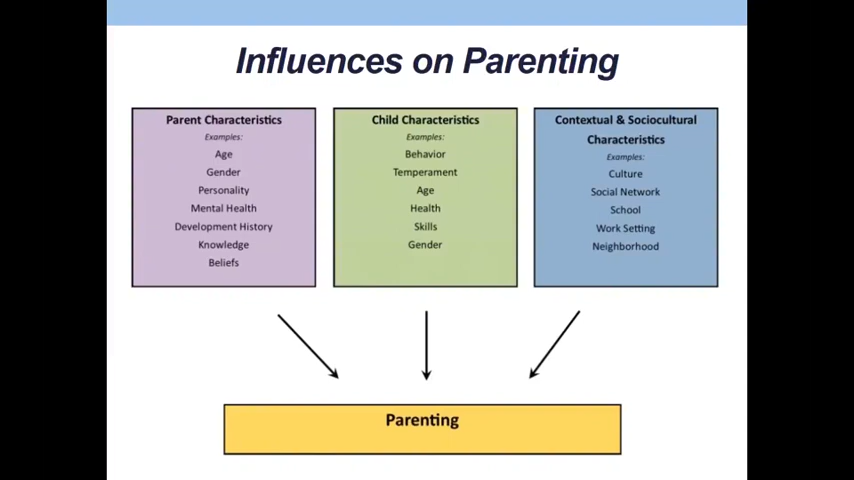 Influences on Parenting
Parent Characteristics
Examples:
Age
Gender
Personality
Mental Health
Development History
Knowledge
Beliefs
Child Characteristics
Examples:
Behavior
Temperament
Age
Health
Skills
Gender
Contextual & Sociocultural
Characteristics
Examples:
Culture
Social Network
School
Work Setting
Neighborhood
Parenting